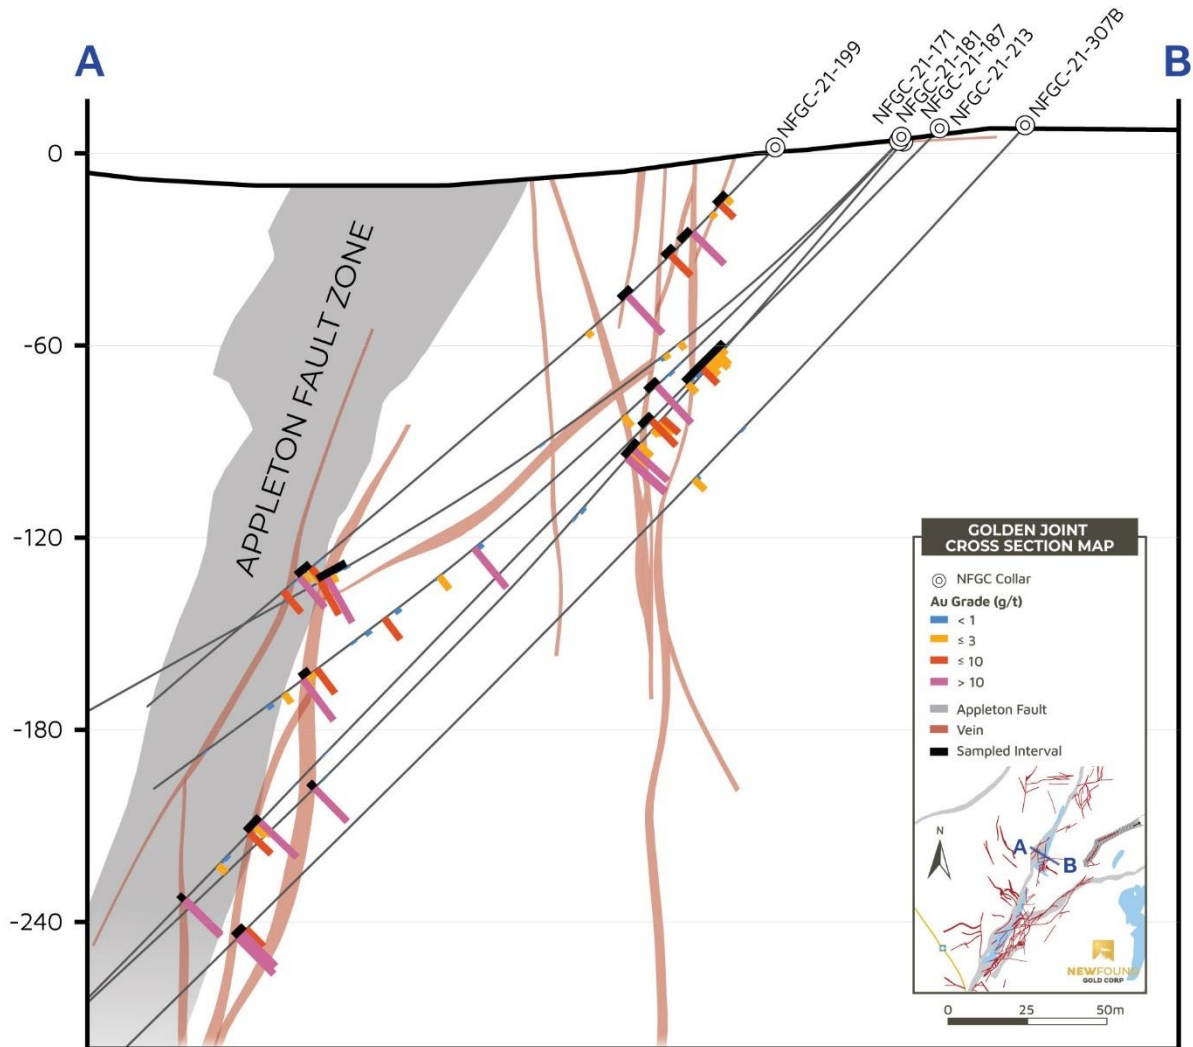 A
B
NFGC-21-199
NFGC-21-171
NFGC-21-181
NFGC-21-187
NFGC-21-213
NFGC-21-307B
0
-60
-120
-180
-240
APPLETON FAULT ZONE
GOLDEN JOINT
CROSS SECTION MAP
NFGC Collar
Au Grade (g/t)
< 1
≤ 3
≤ 10
> 10
Appleton Fault
Vein
Sampled Interval
N
A
B
NEWFOUND
GOLD CORP
0 25 50m